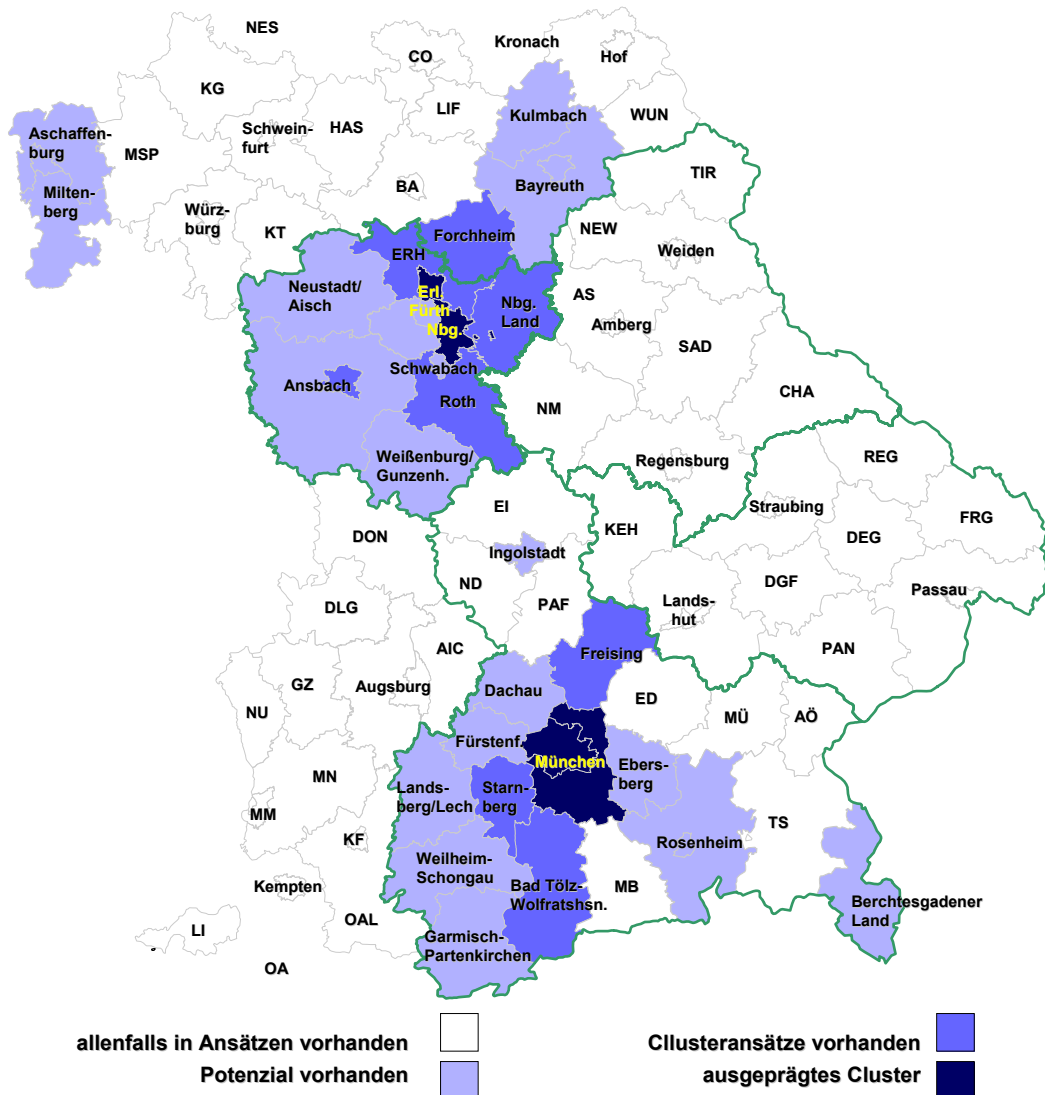 NES
CO
Kronach
Hof
KG
LIF
Kulmbach
WUN
Aschaffen-
burg
MSP
Schwein-
furt
HAS
Milten-
berg
BA
Bayreuth
TIR
Würz-
burg
KT
Forchheim
NEW
Weiden
ERH
Neustadt/
Aisch
Erl.
Fürth
Nbg.
Nbg.
Land
AS
Amberg
SAD
Ansbach
Schwabach
Roth
NM
CHA
Weißenburg/
Gunzenh.
Regensburg
REG
EI
Straubing
FRG
DON
Ingolstadt
KEH
DEG
ND
DGF
Passau
DLG
PAF
Lands-
hut
AIC
Freising
PAN
GZ
Augsburg
Dachau
ED
MÜ
AÖ
NU
Fürstenf.
München
Ebers-
berg
MN
Lands-
berg/Lech
Starn-
berg
MM
TS
KF
Rosenheim
Weilheim-
Schongau
Kempten
Bad Tölz-
Wolfratshsn.
MB
Berchtesgadener
Land
OAL
LI
Garmisch-
Partenkirchen
OA
allenfalls in Ansätzen vorhanden
Potenzial vorhanden
Cllusteransätze vorhanden
ausgeprägtes Cluster